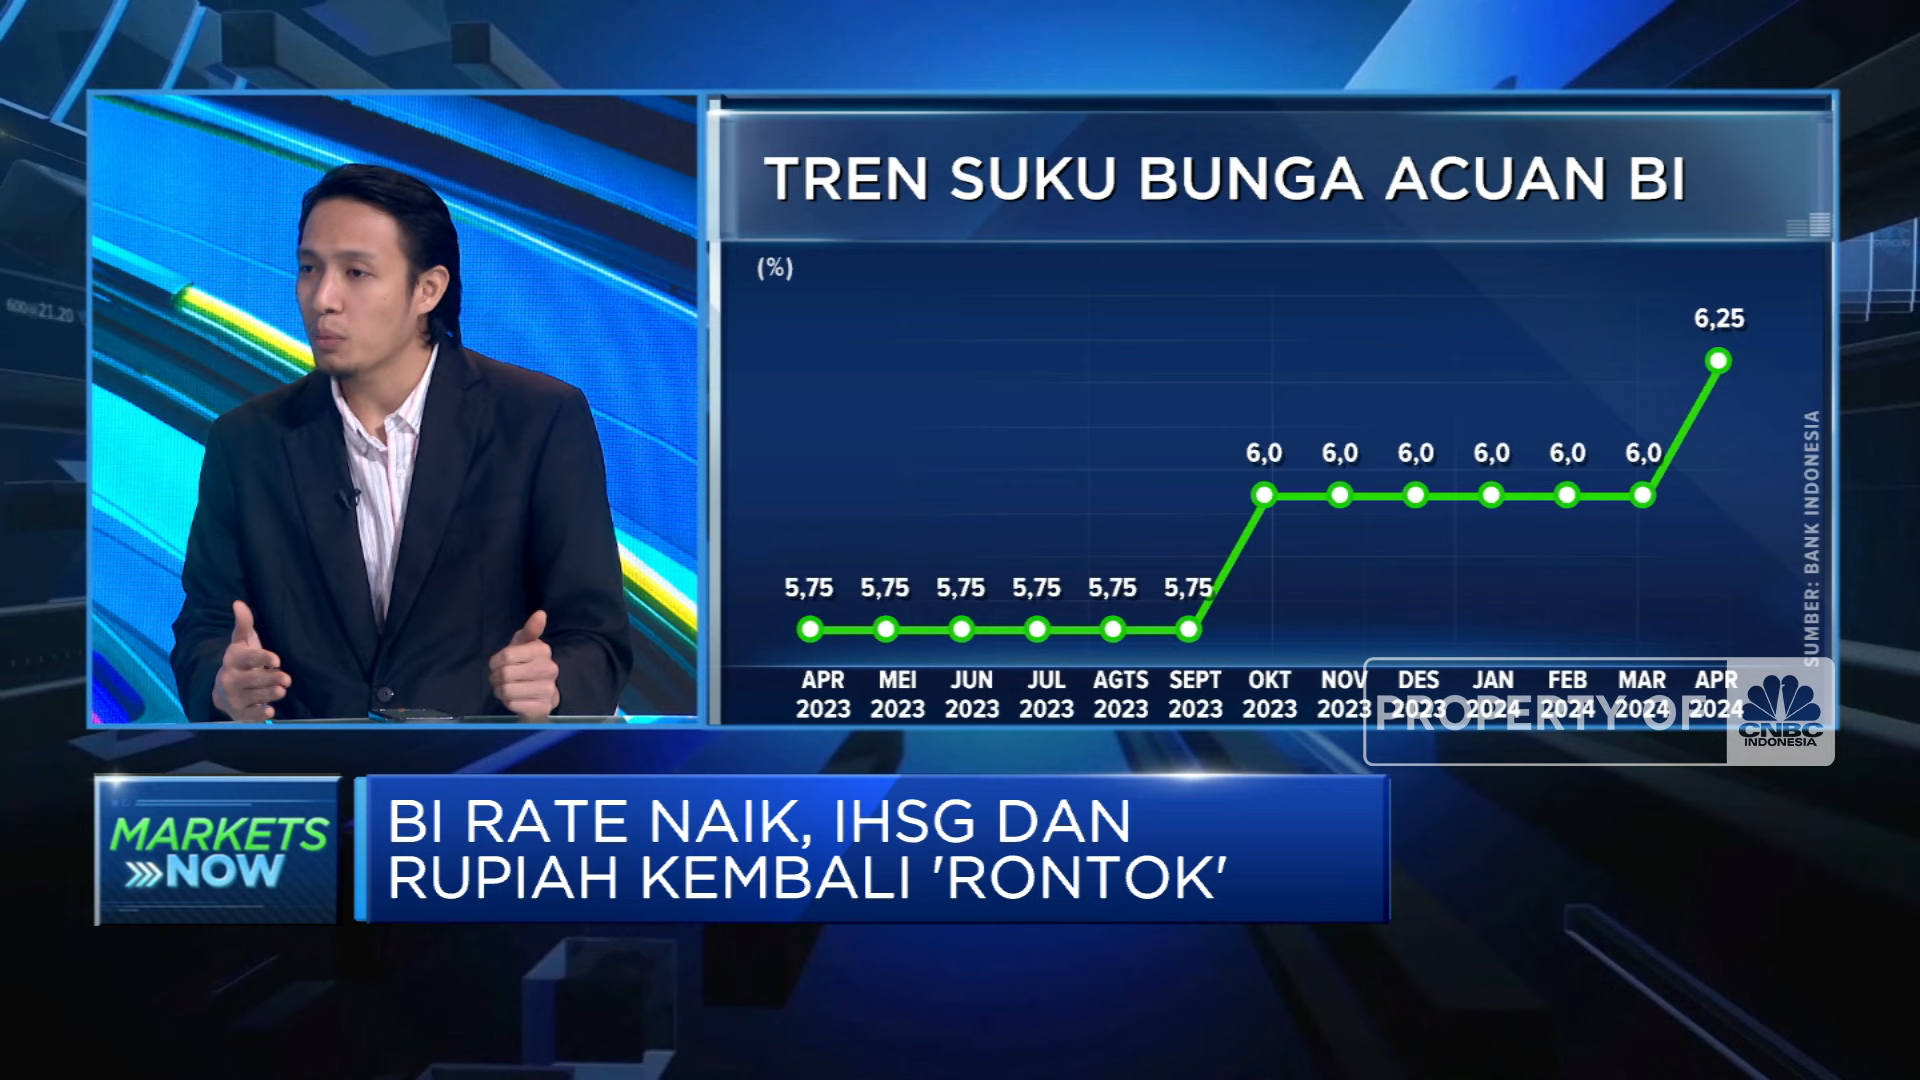 TREN SUKU BUNGA ACUAN BI
(%)
6,25
6,0 6,0 6,0 6,0 6,0 6,0
5,75 5,75 5,75 5,75 5,75 5,75
APR MEI JUN JUL AGTS SEPT OKT NOV DES JAN FEB MAR APR
2023 2023 2023 2023 2023 2023 2023 2023 2023 2024 2024 2024 2024
SUMBER: BANK INDONESIA
PROPERTY OF
CNBC
INDONESIA
MARKETS
NOW
BI RATE NAIK, IHSG DAN
RUPIAH KEMBALI 'RONTOK'